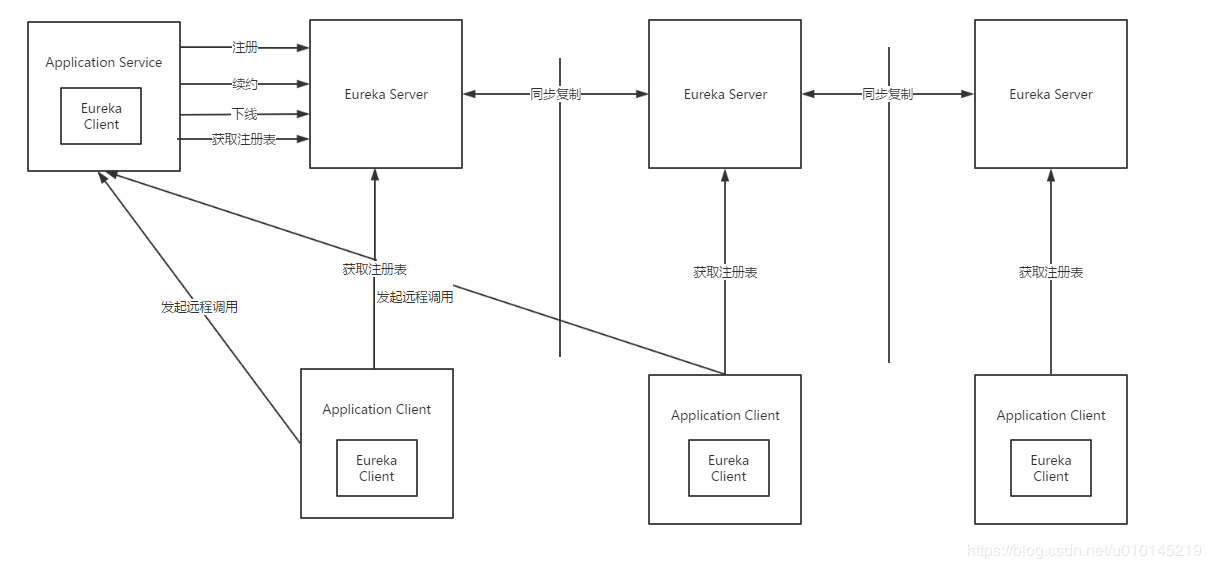 Application Service
Eureka
Client
注册
续约
下线
获取注册表
Eureka Server
同步复制
Eureka Server
同步复制
Eureka Server
获取注册表
发起远程调用
发起远程调用
获取注册表
获取注册表
Application Client
Eureka
Client
Application Client
Eureka
Client
Application Client
Eureka
Client
https://blog.csdn.net/u010145219